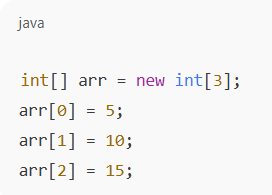 java
int[] arr = new int[3];
arr[0] = 5;
arr[1] = 10;
arr[2] = 15;